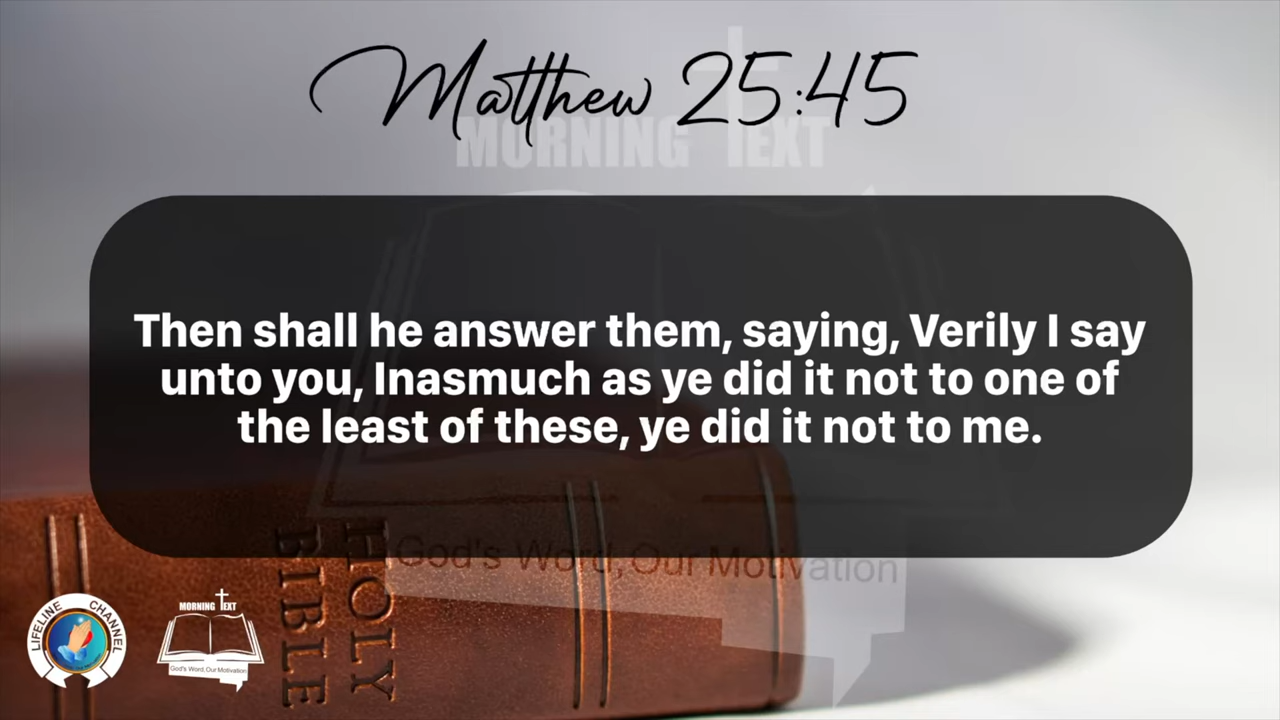 Matthew 25:45
MORNING TEXT
Then shall he answer them, saying, Verily I say
unto you, Inasmuch as ye did it not to one of
the least of these, ye did it not to me.
God's Word, Our Motivation
HOLY
BIBLE
LIFELINE CHANNEL
MORNING TEXT
God's Word, Our Motivation